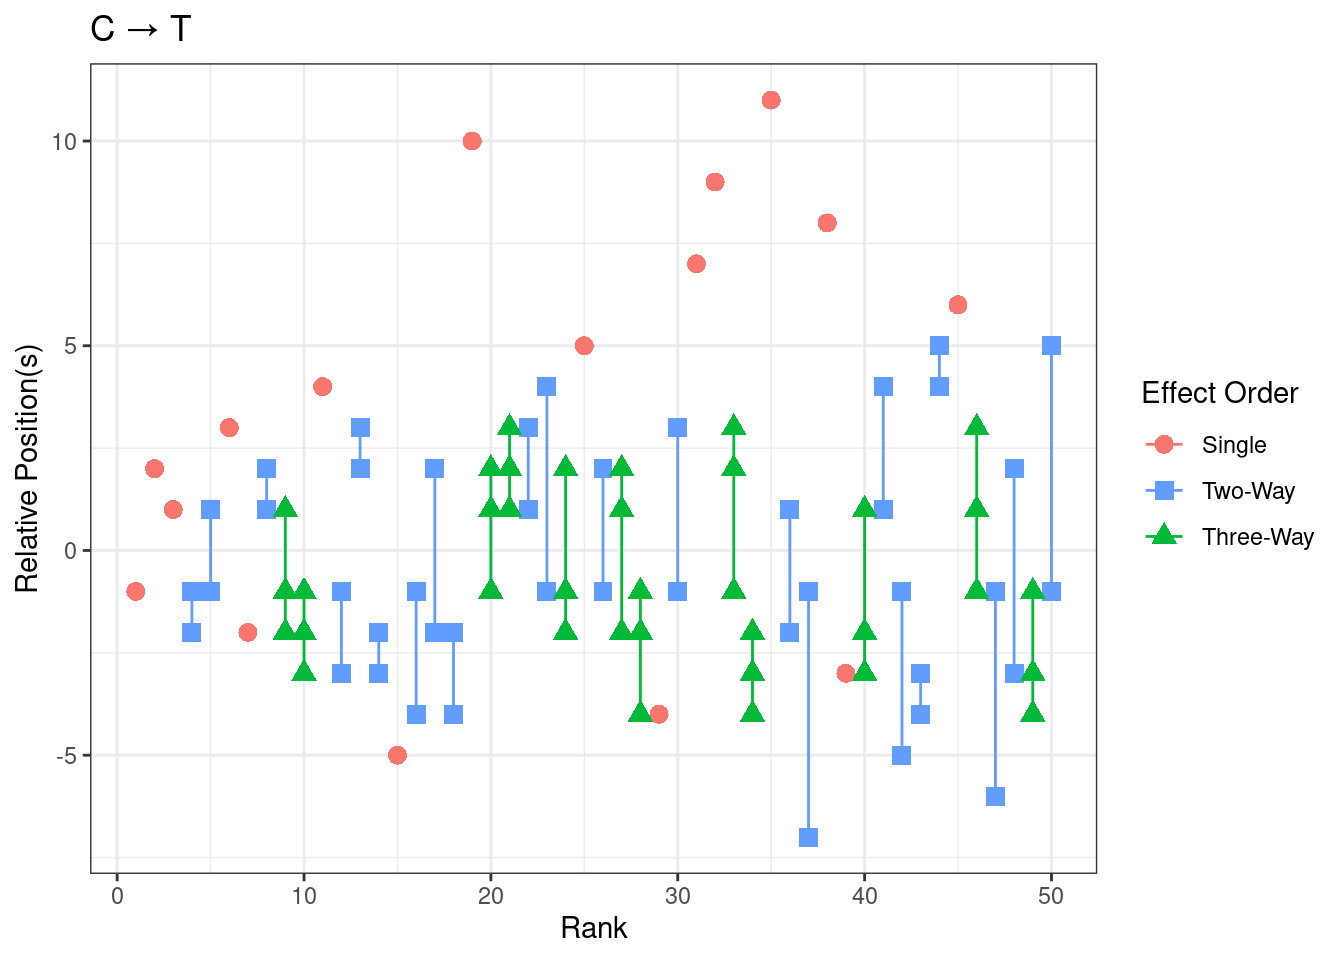 C → T
10
5
0
-5
Relative Position(s)
0 10 20 30 40 50
Rank
Effect Order
Single
Two-Way
Three-Way